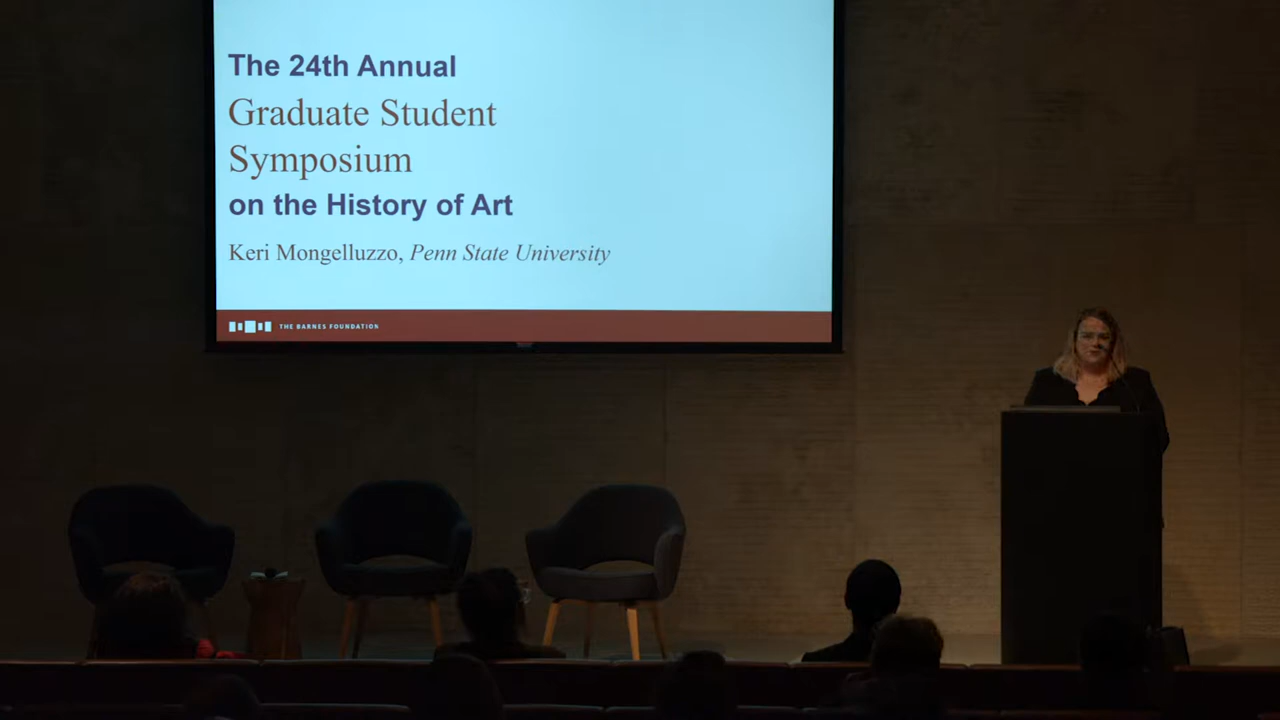 The 24th Annual
Graduate Student
Symposium
on the History of Art
Keri Mongelluzzo, Penn State University
THE BARNES FOUNDATION